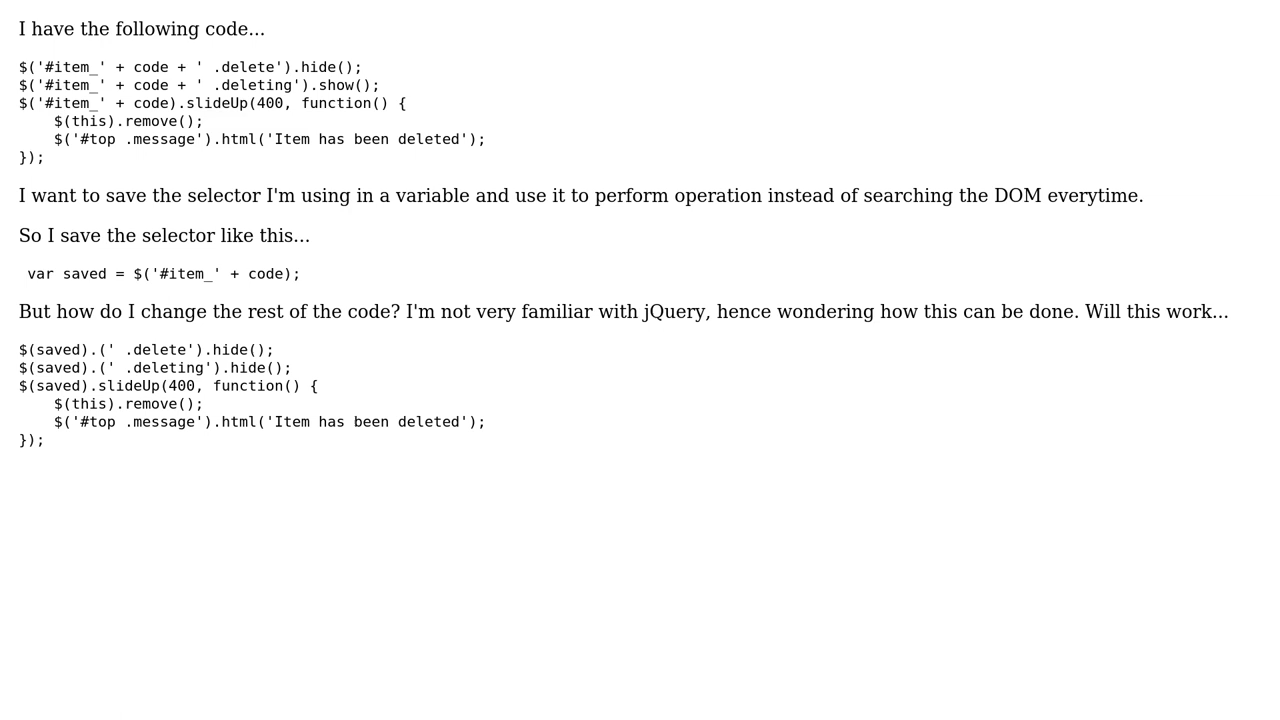 I have the following code...
$('#item_' + code + ' .delete').hide();
$('#item_' + code + ' .deleting').show();
$('#item_' + code).slideUp(400, function() {
    $(this).remove();
    $('#top .message').html('Item has been deleted');
});
I want to save the selector I'm using in a variable and use it to perform operation instead of searching the DOM everytime.
So I save the selector like this...
 var saved = $('#item_' + code);
But how do I change the rest of the code? I'm not very familiar with jQuery, hence wondering how this can be done. Will this work...
$(saved).(' .delete').hide();
$(saved).(' .deleting').hide();
$(saved).slideUp(400, function() {
    $(this).remove();
    $('#top .message').html('Item has been deleted');
});